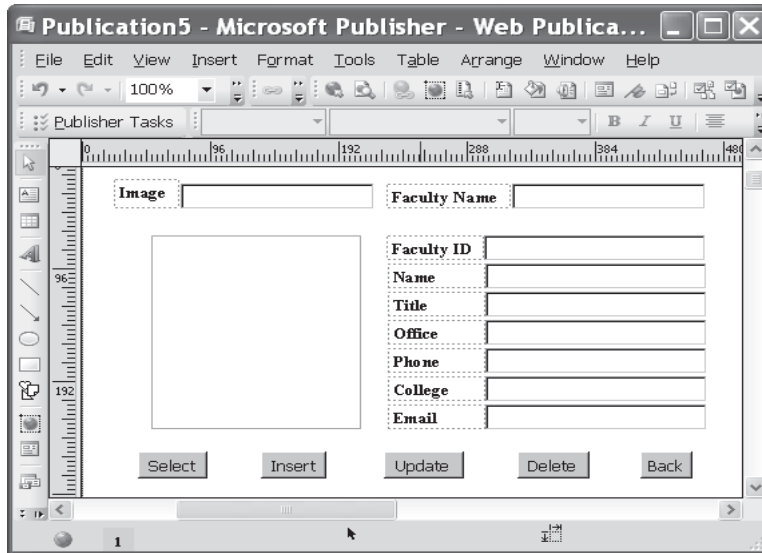 Publication5 - Microsoft Publisher - Web Publica...
File Edit View Insert Format Tools Table Arrange Window Help
100%
Publisher Tasks B I U
0 96 192 288 384 480
Image Faculty Name
Faculty ID
96 Name
Title
Office
Phone
192 College
Email
Select Insert Update Delete Back
1